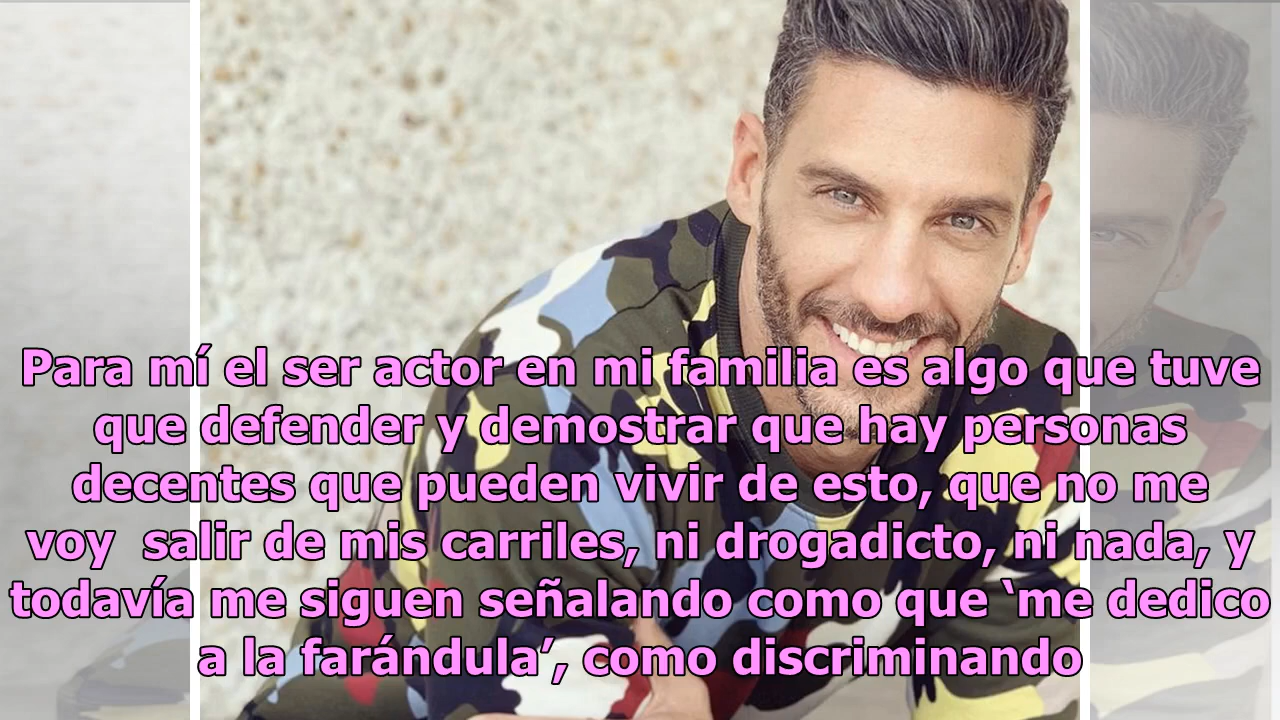 Para mí el ser actor en mi familia es algo que tuve
que defender y demostrar que hay personas
decentes que pueden vivir de esto, que no me
voy  salir de mis carriles, ni drogadicto, ni nada, y
todavía me siguen señalando como que ‘me dedico
a la farándula’, como discriminando